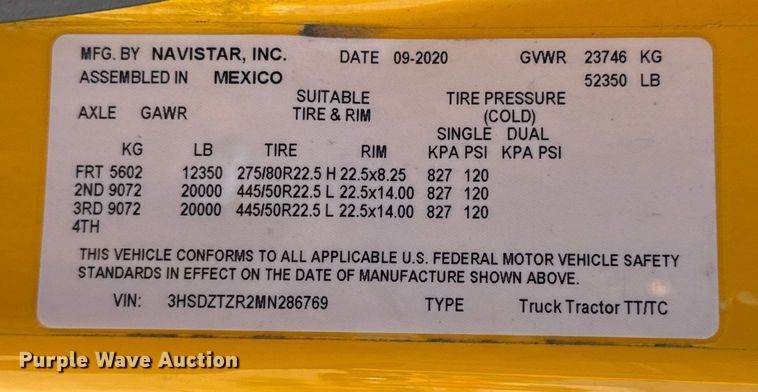 MFG. BY NAVISTAR, INC. DATE 09-2020 GVWR 23746 KG
ASSEMBLED IN MEXICO 52350 LB
SUITABLE TIRE PRESSURE
AXLE GAWR TIRE & RIM (COLD)
SINGLE DUAL
KG LB TIRE RIM KPA PSI KPA PSI
FRT 5602 12350 275/80R22.5 H 22.5x8.25 827 120
2ND 9072 20000 445/50R22.5 L 22.5x14.00 827 120
3RD 9072 20000 445/50R22.5 L 22.5x14.00 827 120
4TH
THIS VEHICLE CONFORMS TO ALL APPLICABLE U.S. FEDERAL MOTOR VEHICLE SAFETY
STANDARDS IN EFFECT ON THE DATE OF MANUFACTURE SHOWN ABOVE.
VIN: 3HSDZTZR2MN286769 TYPE Truck Tractor TT/TC
Purple Wave Auction